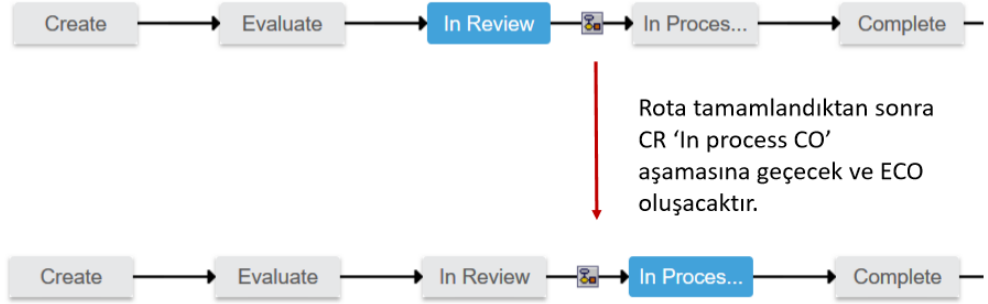 Create Evaluate In Review In Proces... Complete
Rota tamamlandıktan sonra
CR ‘In process CO’
aşamasına geçecek ve ECO
oluşacaktır.
Create Evaluate In Review In Proces... Complete